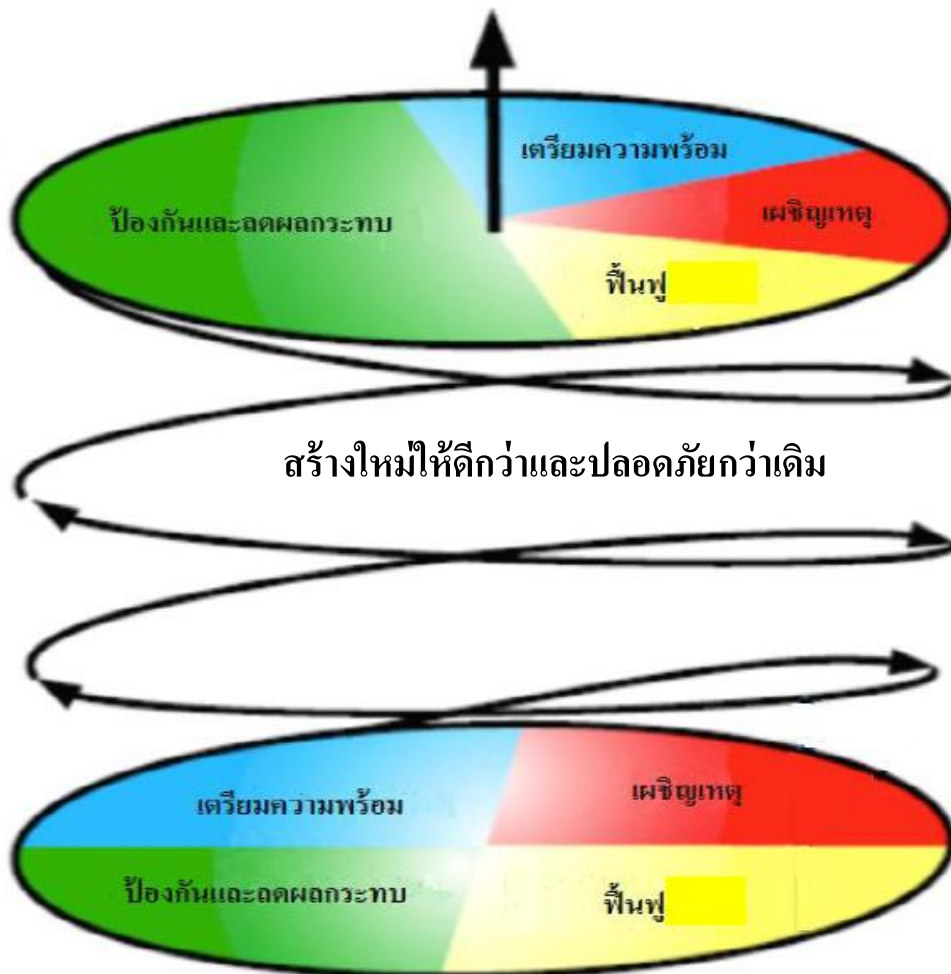 เตรียมความพร้อม
ป้องกันและลดผลกระทบ
เผชิญเหตุ
ฟื้นฟู
สร้างใหม่ให้ดีกว่าและปลอดภัยกว่าเดิม
เตรียมความพร้อม
เผชิญเหตุ
ป้องกันและลดผลกระทบ
ฟื้นฟู